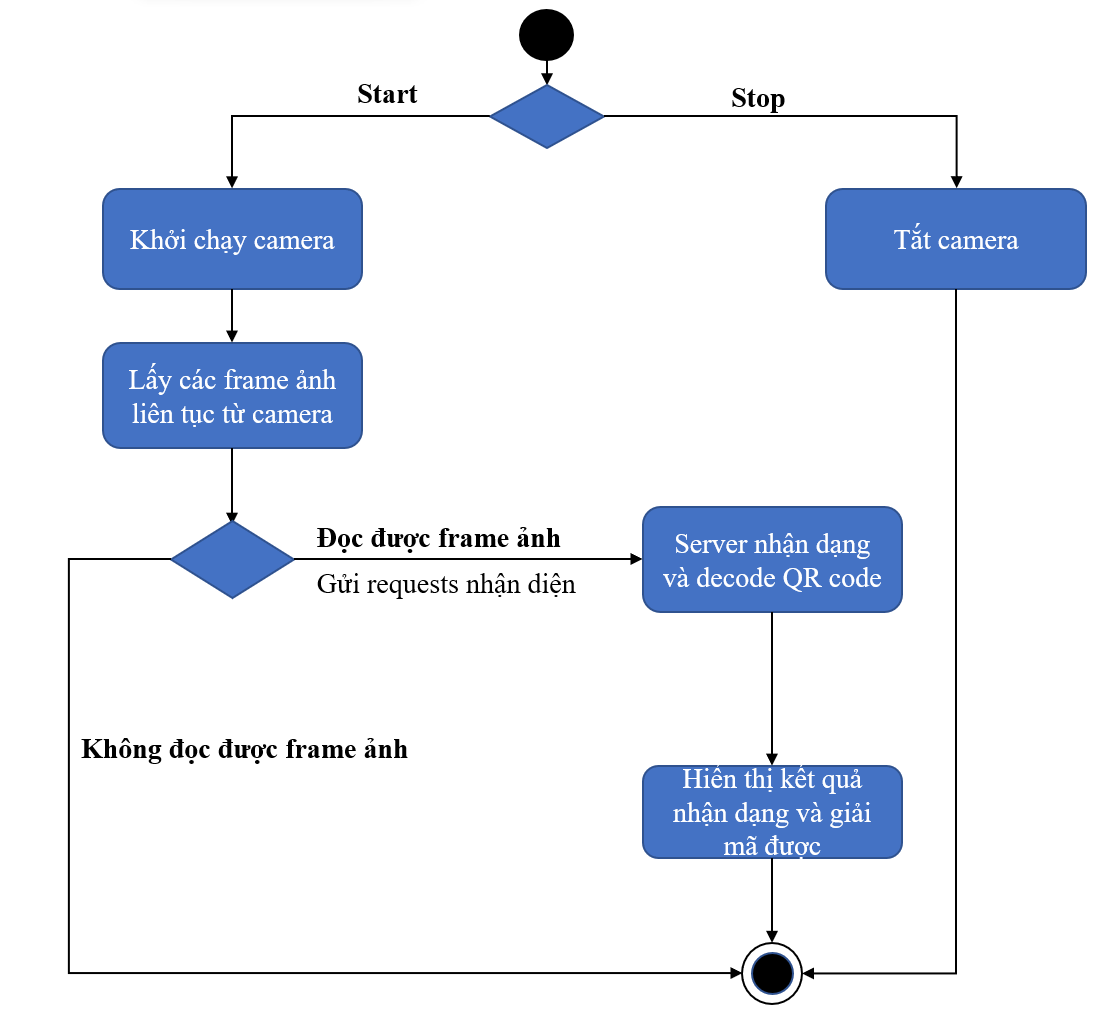 Start
Stop
Khởi chạy camera
Tắt camera
Lấy các frame ảnh
liên tục từ camera
Đọc được frame ảnh
Gửi requests nhận diện
Server nhận dạng
và decode QR code
Không đọc được frame ảnh
Hiển thị kết quả
nhận dạng và giải
mã được